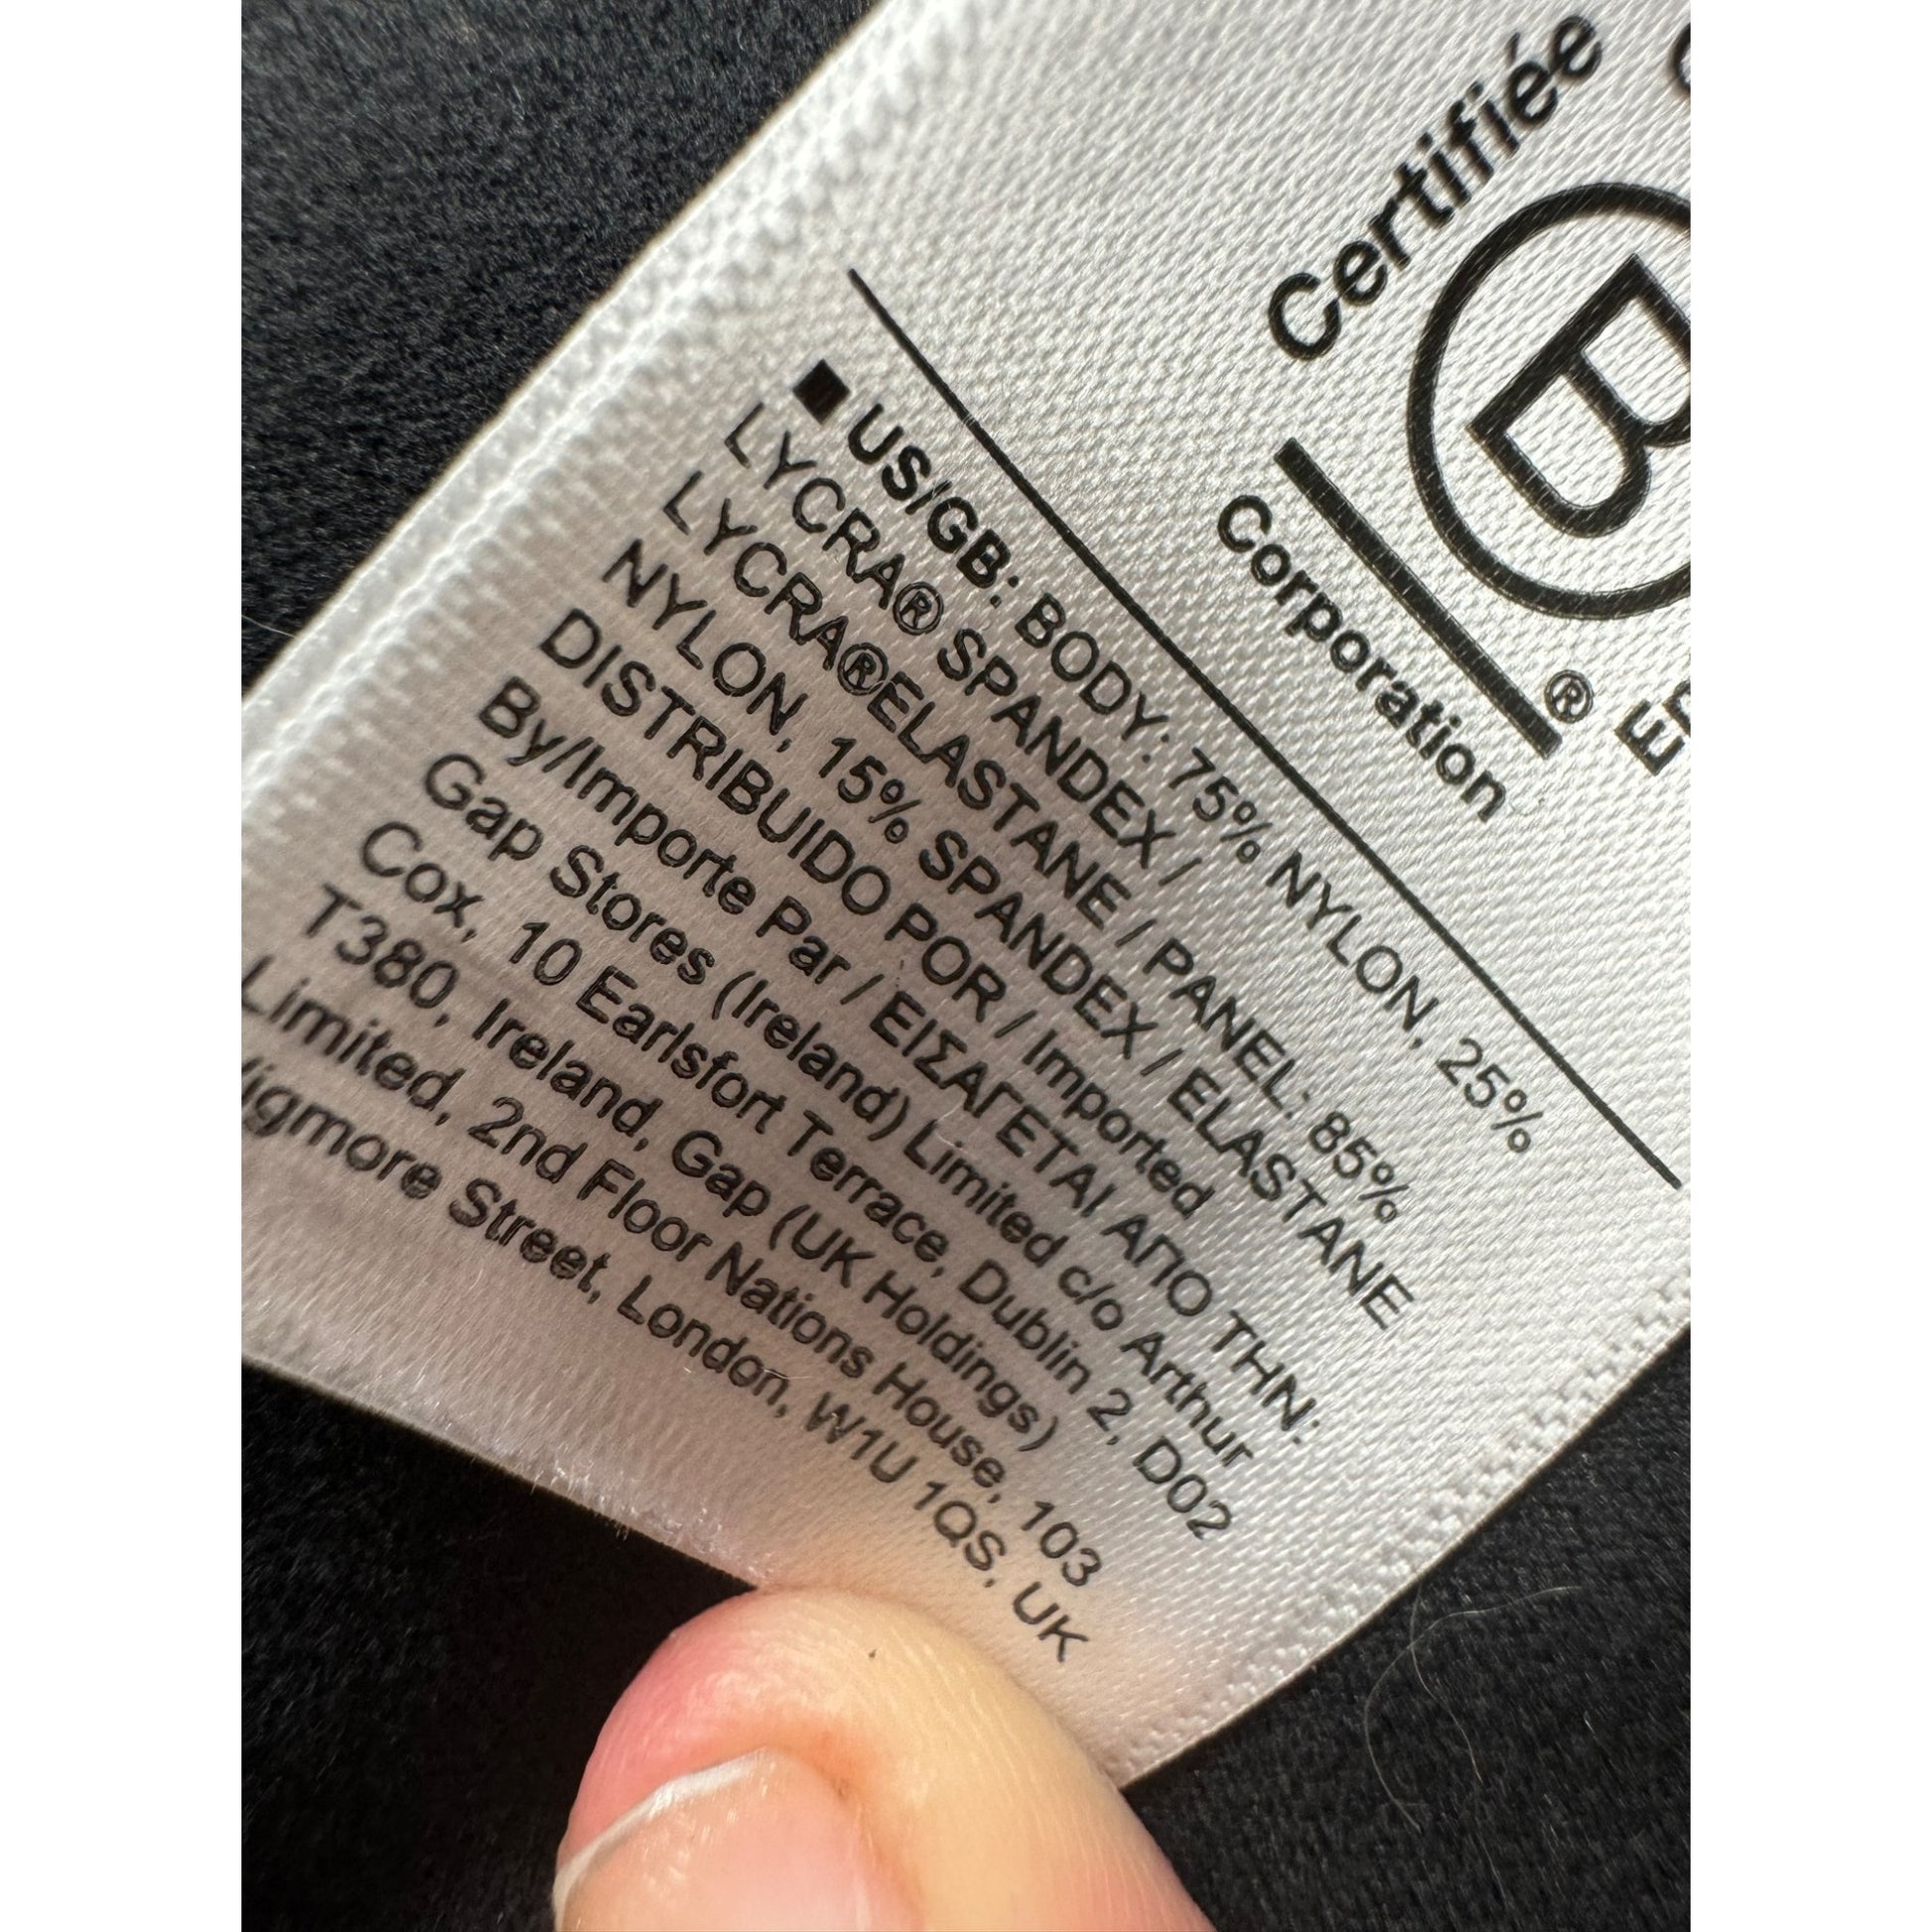 Certifiée
B
®
Corporation
■ US/GB: BODY: 75% NYLON, 25%
LYCRA® SPANDEX /
LYCRA®ELASTANE / PANEL: 85%
NYLON, 15% SPANDEX / ELASTANE
DISTRIBUIDO POR / Imported
By/Importe Par / ΕΙΣΑΓΕΤΑΙ ΑΠΟ ΤΗΝ:
Gap Stores (Ireland) Limited c/o Arthur
Cox, 10 Earlsfort Terrace, Dublin 2, D02
T380, Ireland, Gap (UK Holdings)
Limited, 2nd Floor Nations House, 103
igmore Street, London, W1U 1QS, UK